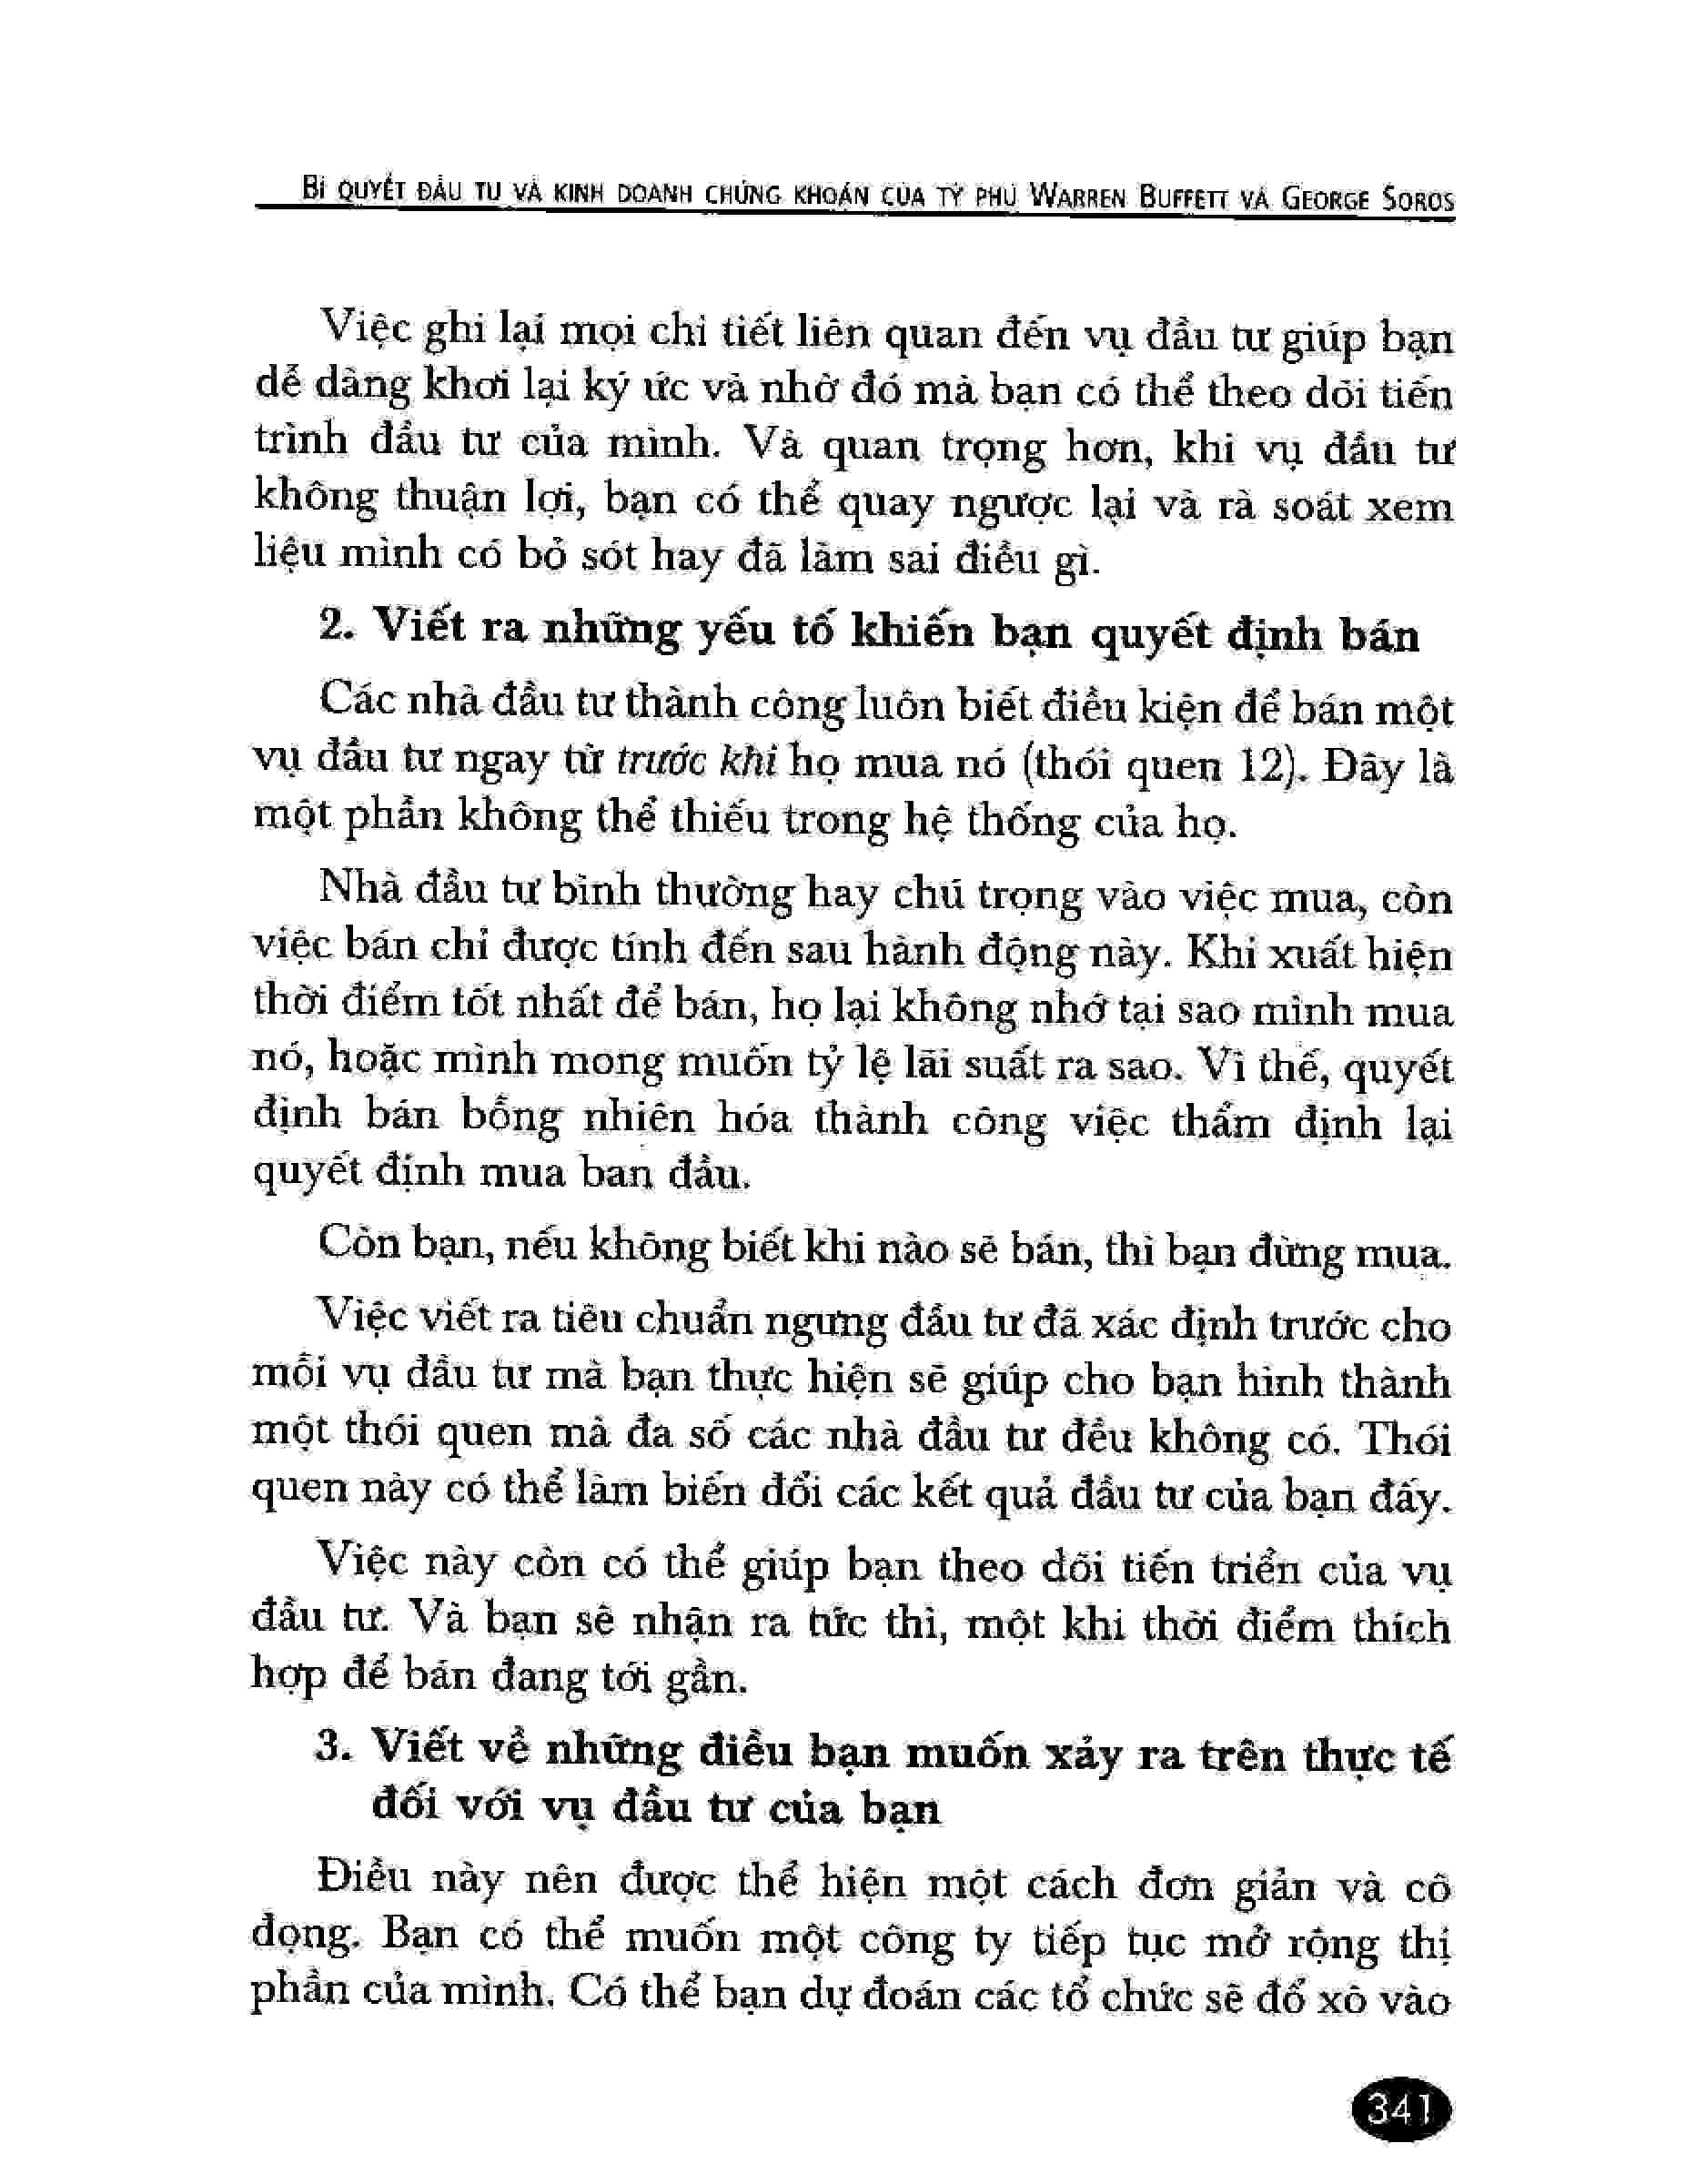 BÍ QUYẾT ĐẦU TƯ VÀ KINH DOANH CHỨNG KHOÁN CỦA TỶ PHÚ WARREN BUFFETT VÀ GEORGE SOROS
Việc ghi lại mọi chi tiết liên quan đến vụ đầu tư giúp bạn
dễ dàng khơi lại ký ức và nhờ đó mà bạn có thể theo dõi tiến
trình đầu tư của mình. Và quan trọng hơn, khi vụ đầu tư
không thuận lợi, bạn có thể quay ngược lại và rà soát xem
liệu mình có bỏ sót hay đã làm sai điều gì.
2. Viết ra những yếu tố khiến bạn quyết định bán
Các nhà đầu tư thành công luôn biết điều kiện để bán một
vụ đầu tư ngay từ trước khi họ mua nó (thói quen 12). Đây là
một phần không thể thiếu trong hệ thống của họ.
Nhà đầu tư bình thường hay chú trọng vào việc mua, còn
việc bán chỉ được tính đến sau hành động này. Khi xuất hiện
thời điểm tốt nhất để bán, họ lại không nhớ tại sao mình mua
nó, hoặc mình mong muốn tỷ lệ lãi suất ra sao. Vì thế, quyết
định bán bỗng nhiên hóa thành công việc thẩm định lại
quyết định mua ban đầu.
Còn bạn, nếu không biết khi nào sẽ bán, thì bạn đừng mua.
Việc viết ra tiêu chuẩn ngưng đầu tư đã xác định trước cho
mỗi vụ đầu tư mà bạn thực hiện sẽ giúp cho bạn hình thành
một thói quen mà đa số các nhà đầu tư đều không có. Thói
quen này có thể làm biến đổi các kết quả đầu tư của bạn đấy.
Việc này còn có thể giúp bạn theo dõi tiến triển của vụ
đầu tư. Và bạn sẽ nhận ra tức thì, một khi thời điểm thích
hợp để bán đang tới gần.
3. Viết về những điều bạn muốn xảy ra trên thực tế
đối với vụ đầu tư của bạn
Điều này nên được thể hiện một cách đơn giản và cô
đọng. Bạn có thể muốn một công ty tiếp tục mở rộng thị
phần của mình. Có thể bạn dự đoán các tổ chức sẽ đổ xô vào
341